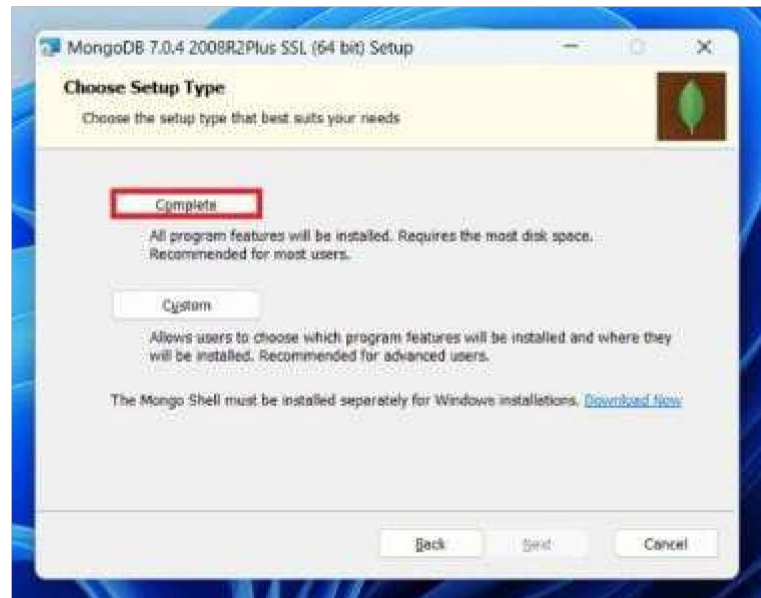 MongoDB 7.0.4 2008R2Plus SSL (64 bit) Setup
Choose Setup Type
Choose the setup type that best suits your needs
Complete
All program features will be installed. Requires the most disk space.
Recommended for most users.
Custom
Allows users to choose which program features will be installed and where they
will be installed. Recommended for advanced users.
The Mongo Shell must be installed separately for Windows installations. Download Now
Back Next Cancel